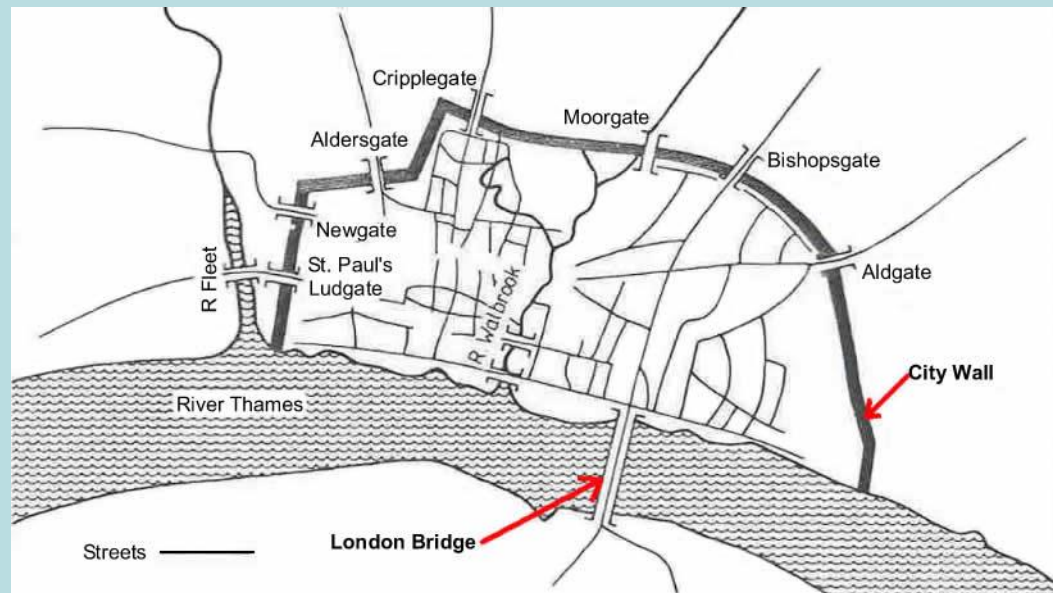 Cripplegate
Moorgate
Aldersgate
Bishopsgate
Newgate
R Fleet
St. Paul's
Ludgate
Aldgate
R. Walbrook
City Wall
River Thames
London Bridge
Streets